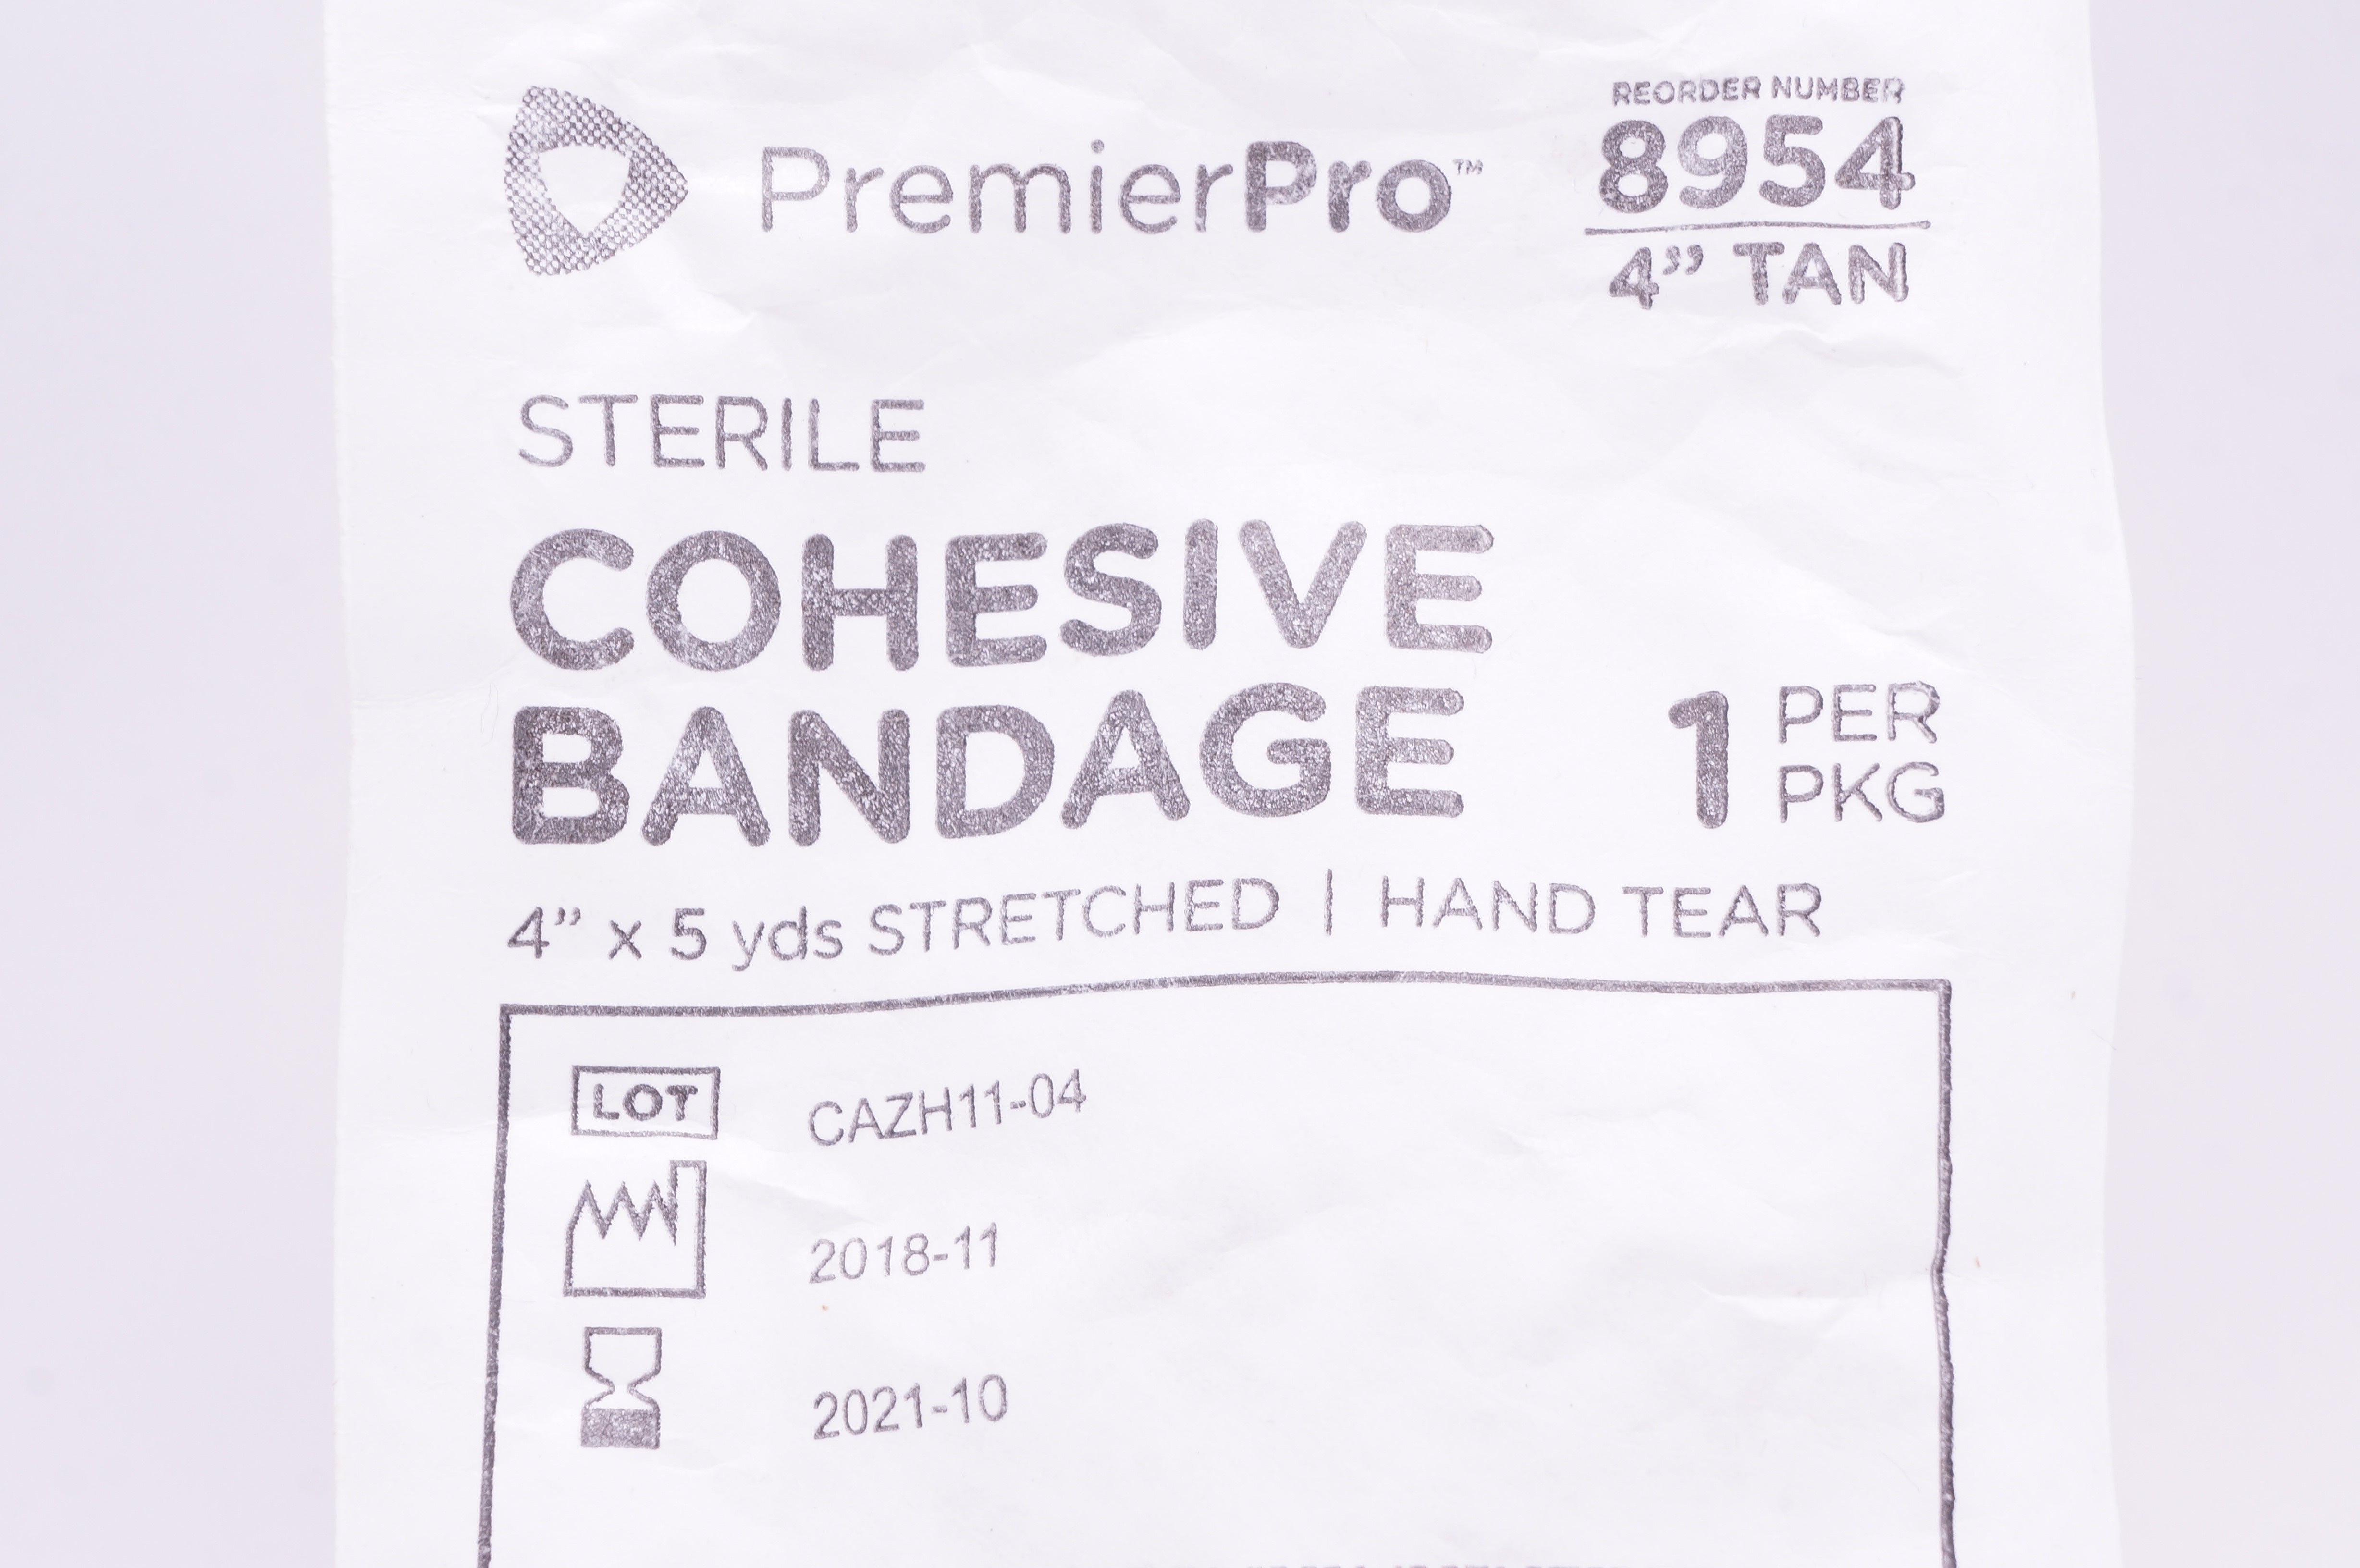 PremierPro™
REORDER NUMBER
8954
4” TAN
STERILE
COHESIVE
BANDAGE
1 PER
PKG
4” x 5 yds STRETCHED | HAND TEAR
LOT CAZH11-04
2018-11
2021-10